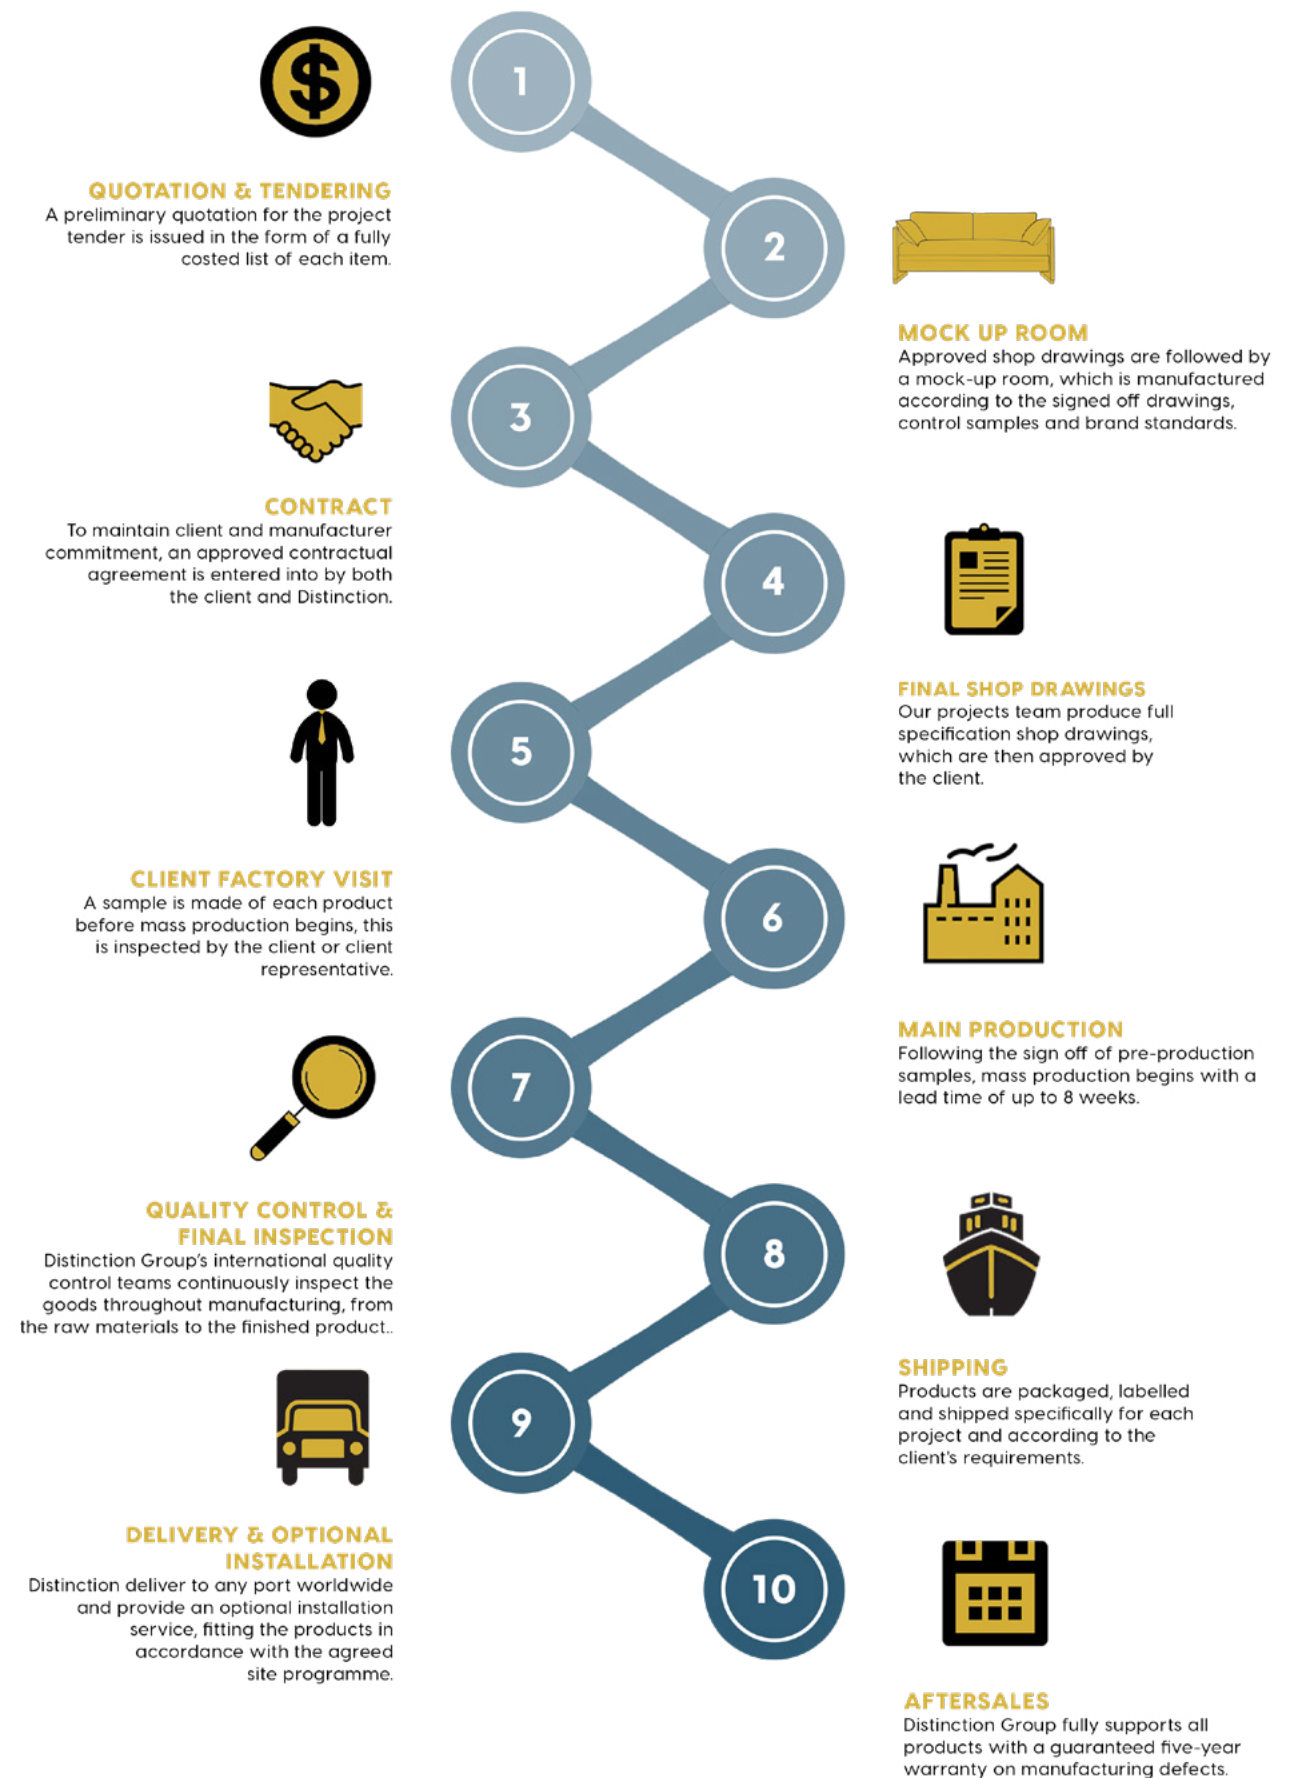 1
QUOTATION & TENDERING
A preliminary quotation for the project
tender is issued in the form of a fully
costed list of each item.
2
MOCK UP ROOM
Approved shop drawings are followed by
a mock-up room, which is manufactured
according to the signed off drawings,
control samples and brand standards.
3
CONTRACT
To maintain client and manufacturer
commitment, an approved contractual
agreement is entered into by both
the client and Distinction.
4
FINAL SHOP DRAWINGS
Our projects team produce full
specification shop drawings,
which are then approved by
the client.
5
CLIENT FACTORY VISIT
A sample is made of each product
before mass production begins, this
is inspected by the client or client
representative.
6
MAIN PRODUCTION
Following the sign off of pre-production
samples, mass production begins with a
lead time of up to 8 weeks.
7
QUALITY CONTROL &
FINAL INSPECTION
Distinction Group's international quality
control teams continuously inspect the
goods throughout manufacturing, from
the raw materials to the finished product..
8
SHIPPING
Products are packaged, labelled
and shipped specifically for each
project and according to the
client's requirements.
9
DELIVERY & OPTIONAL
INSTALLATION
Distinction deliver to any port worldwide
and provide an optional installation
service, fitting the products in
accordance with the agreed
site programme.
10
AFTERSALES
Distinction Group fully supports all
products with a guaranteed five-year
warranty on manufacturing defects.